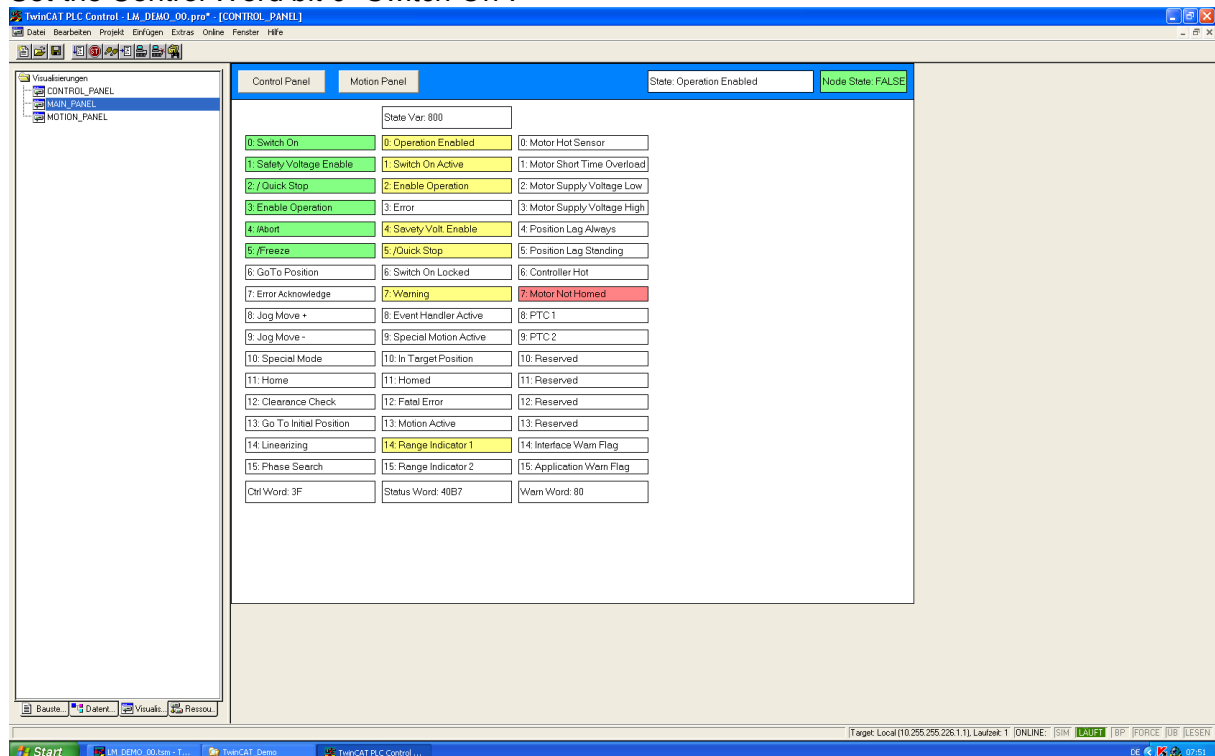 TwinCAT PLC Control - LM_DEMO_00.pro* - [CONTROL_PANEL]
Datei Bearbeiten Projekt Einfügen Extras Online Fenster Hilfe
Visualisierungen
CONTROL_PANEL
MAIN_PANEL
MOTION_PANEL
Control Panel Motion Panel State: Operation Enabled Node State: FALSE
State Var: 800
0: Switch On 0: Operation Enabled 0: Motor Hot Sensor
1: Safety Voltage Enable 1: Switch On Active 1: Motor Short Time Overload
2: / Quick Stop 2: Enable Operation 2: Motor Supply Voltage Low
3: Enable Operation 3: Error 3: Motor Supply Voltage High
4: /Abort 4: Savety Volt. Enable 4: Position Lag Always
5: /Freeze 5: /Quick Stop 5: Position Lag Standing
6: GoTo Position 6: Switch On Locked 6: Controller Hot
7: Error Acknowledge 7: Warning 7: Motor Not Homed
8: Jog Move + 8: Event Handler Active 8: PTC 1
9: Jog Move - 9: Special Motion Active 9: PTC 2
10: Special Mode 10: In Target Position 10: Reserved
11: Home 11: Homed 11: Reserved
12: Clearance Check 12: Fatal Error 12: Reserved
13: Go To Initial Position 13: Motion Active 13: Reserved
14: Linearizing 14: Range Indicator 1 14: Interface Warn Flag
15: Phase Search 15: Range Indicator 2 15: Application Warn Flag
Ctrl Word: 3F Status Word: 40B7 Warn Word: 80
Bauste... Datent... Visualis... Ressou...
Target: Local (10.255.255.226.1.1), Laufzeit: 1 ONLINE: SIM LÄUFT BP FORCE ÜB LESEN
Start LM_DEMO_00.tsm - T... TwinCAT_Demo TwinCAT PLC Control ... DE 07:51